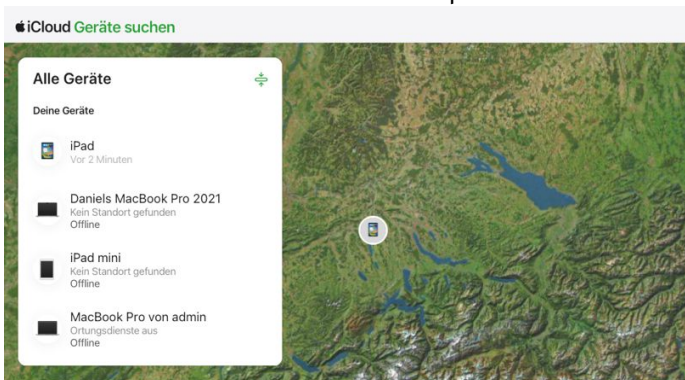 iCloud Geräte suchen
Alle Geräte
Deine Geräte
iPad
Vor 2 Minuten
Daniels MacBook Pro 2021
Kein Standort gefunden
Offline
iPad mini
Kein Standort gefunden
Offline
MacBook Pro von admin
Ortungsdienste aus
Offline